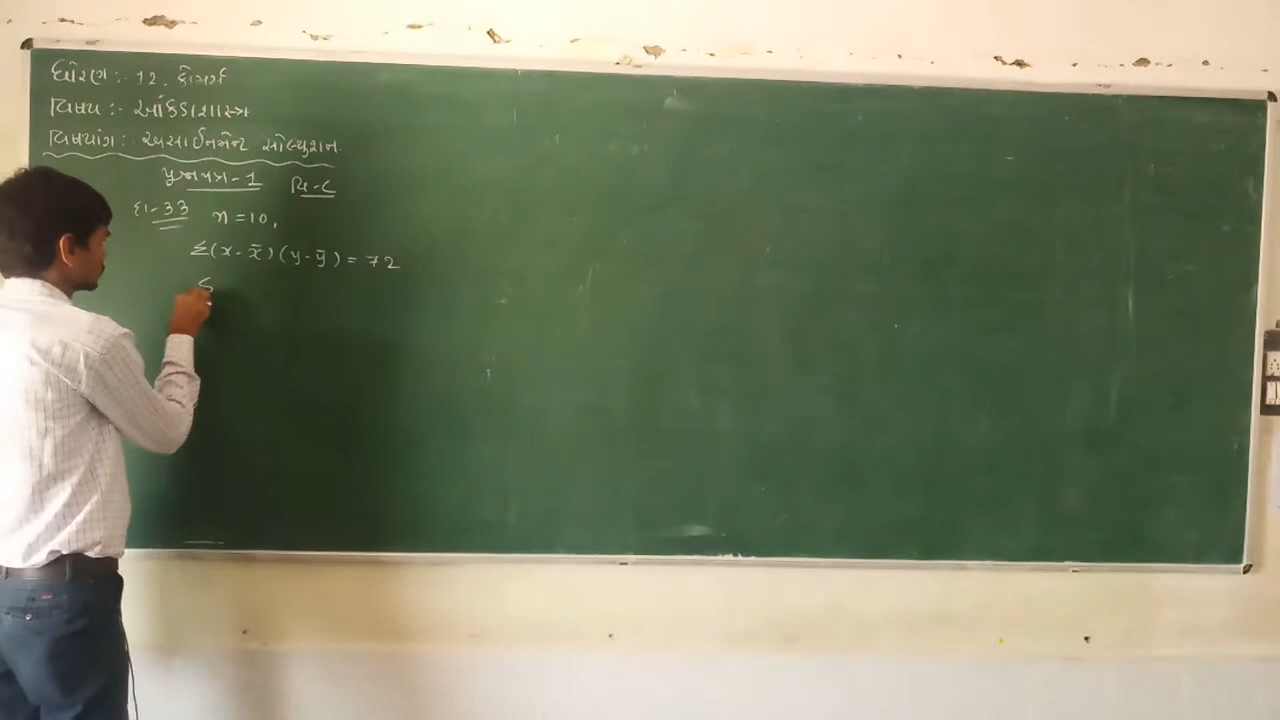 ધોરણ :- 12. કોમર્સ
વિષય :- આંકડાશાસ્ત્ર
વિષયાંગ :- અસાઈનમેન્ટ સોલ્યુશન
પ્રશ્નપત્ર - 1 વિ-C
દા-33 n = 10,
Σ(x - x̄)(y - ȳ) = 72